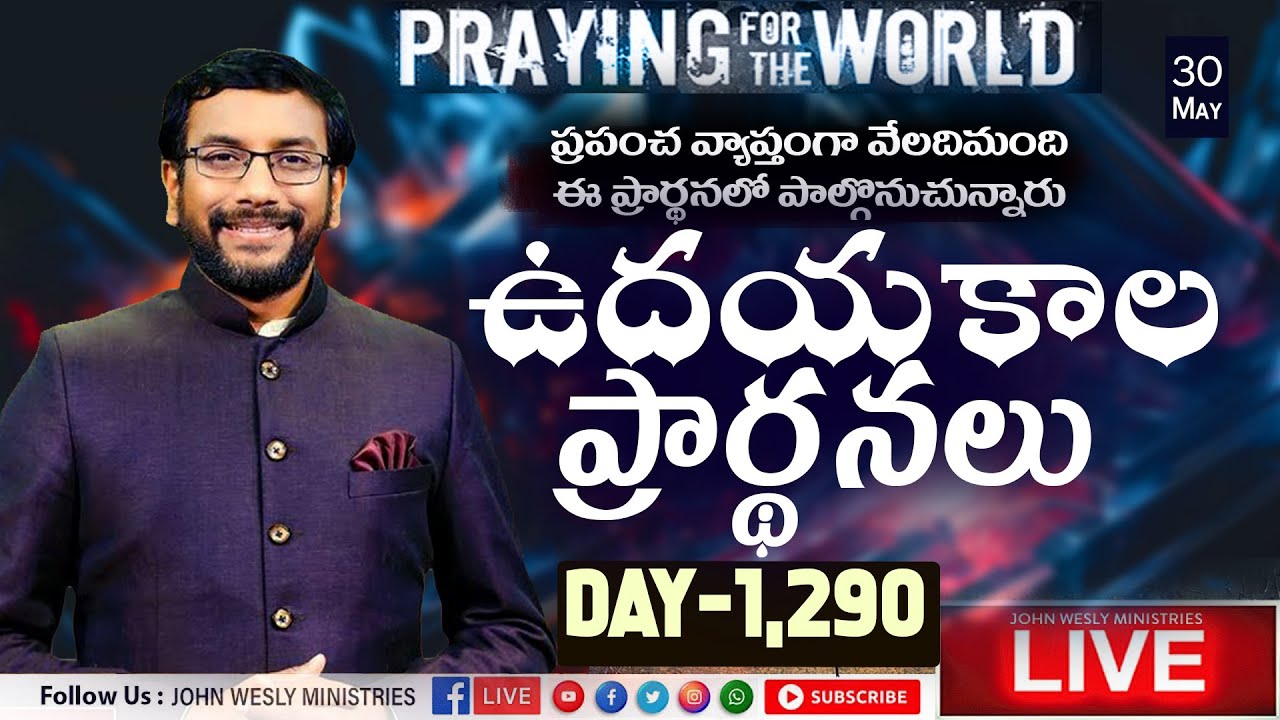 PRAYING FOR THE WORLD
30
MAY
ప్రపంచ వ్యాప్తంగా వేలదిమంది
ఈ ప్రార్థనలో పాల్గొనుచున్నారు
ఉదయకాల
ప్రార్థనలు
DAY-1,290
JOHN WESLY MINISTRIES
LIVE
Follow Us : JOHN WESLY MINISTRIES f LIVE SUBSCRIBE